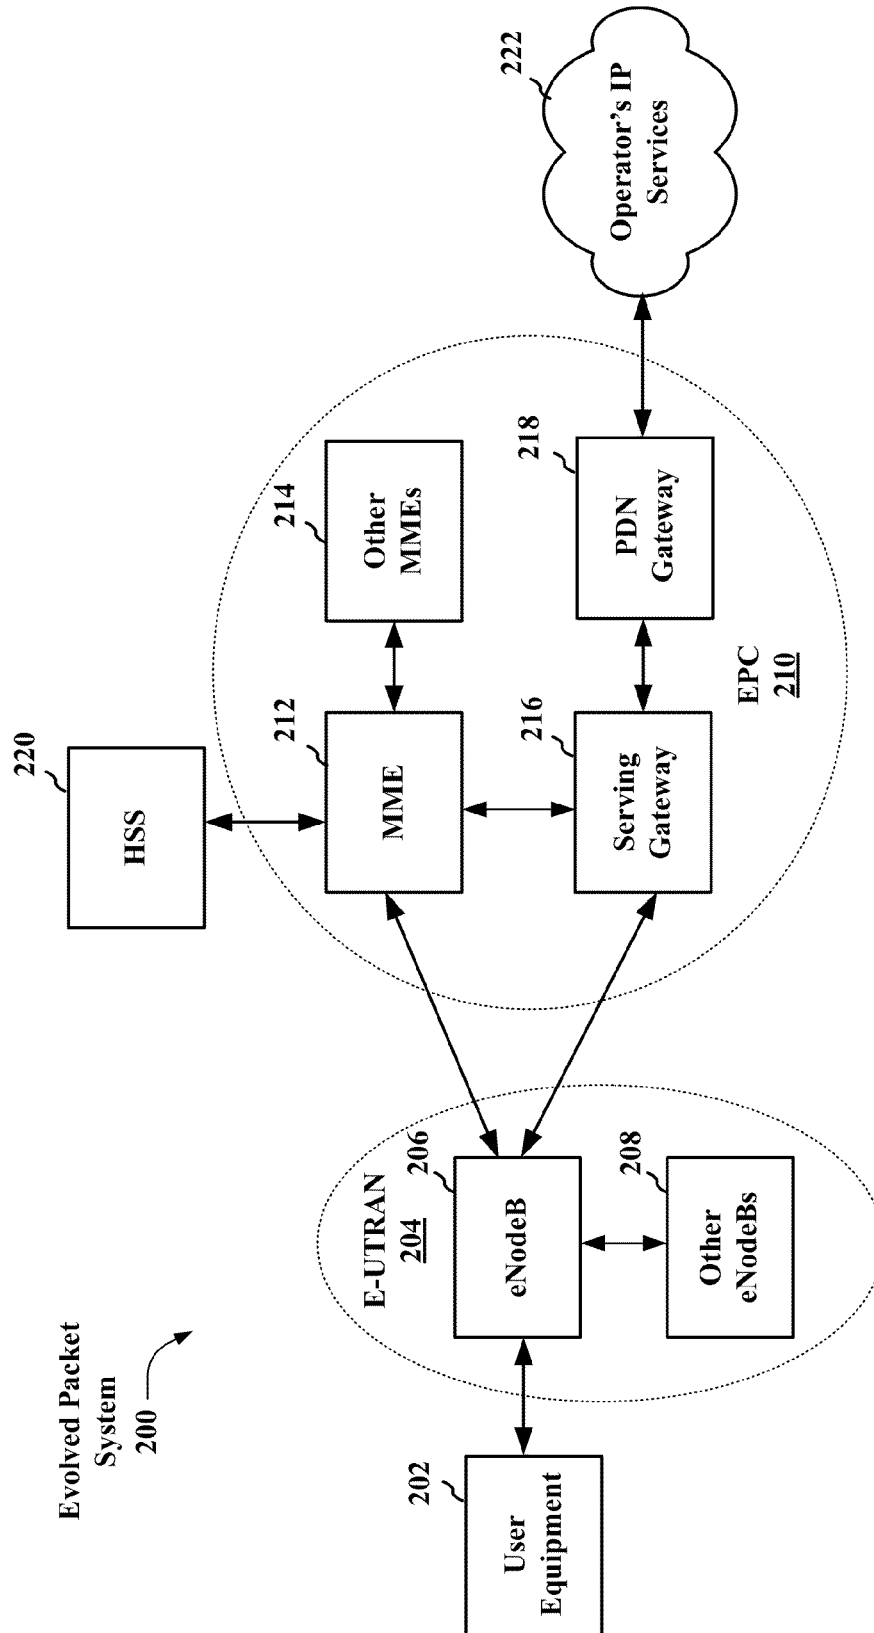 Evolved Packet
System
200
220
HSS
E-UTRAN
204
202
User
Equipment
206
eNodeB
208
Other
eNodeBs
212
MME
214
Other
MMEs
216
Serving
Gateway
218
PDN
Gateway
EPC
210
222
Operator's IP
Services